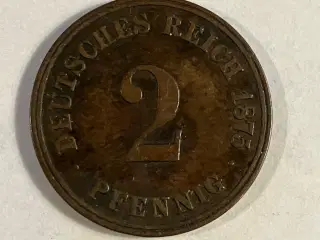 DEUTSCHES REICH 1875
2
PFENNIG